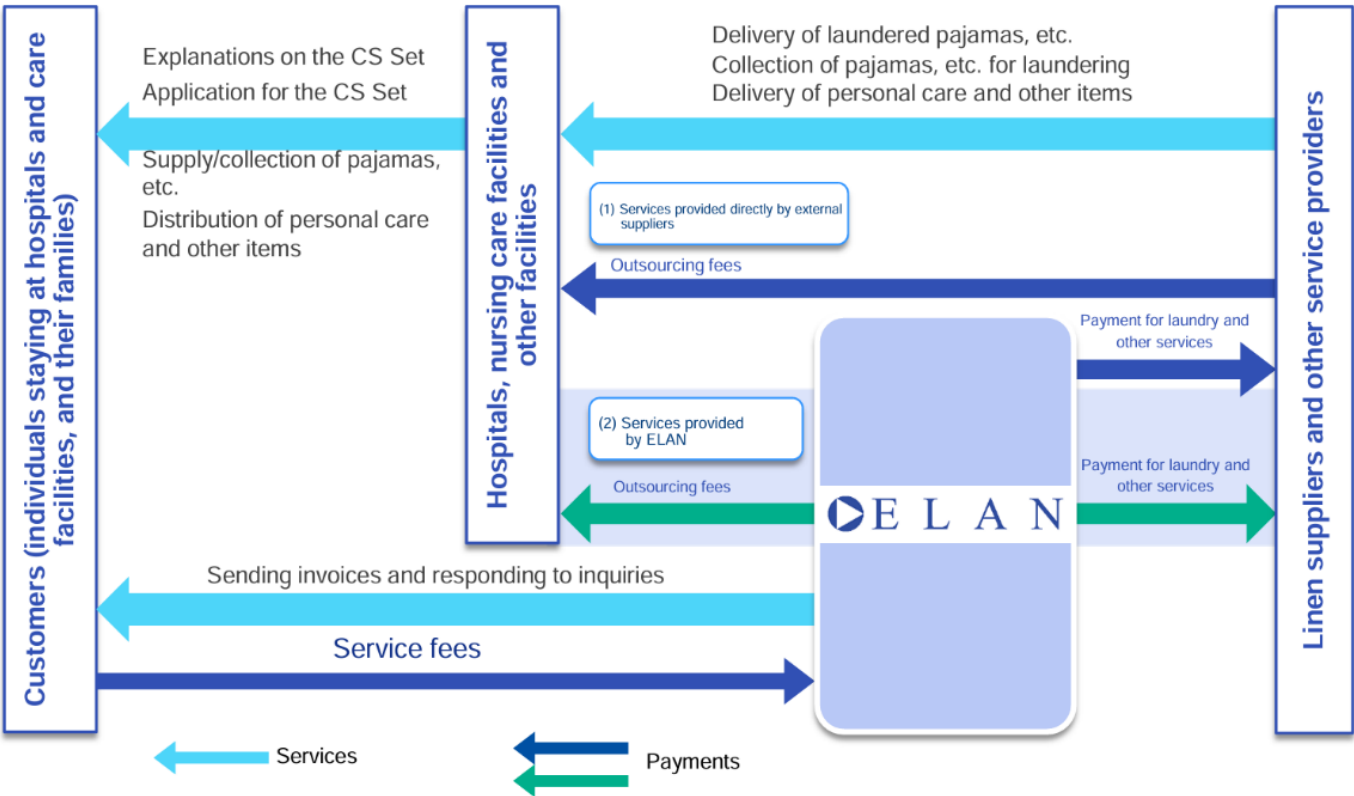 Customers (individuals staying at hospitals and care
facilities, and their families)
Explanations on the CS Set
Application for the CS Set
Supply/collection of pajamas,
etc.
Distribution of personal care
and other items
Hospitals, nursing care facilities and
other facilities
Delivery of laundered pajamas, etc.
Collection of pajamas, etc. for laundering
Delivery of personal care and other items
(1) Services provided directly by external
suppliers
Outsourcing fees
Payment for laundry and
other services
(2) Services provided
by ELAN
Outsourcing fees
ELAN
Payment for laundry and
other services
Linen suppliers and other service providers
Sending invoices and responding to inquiries
Service fees
Services
Payments